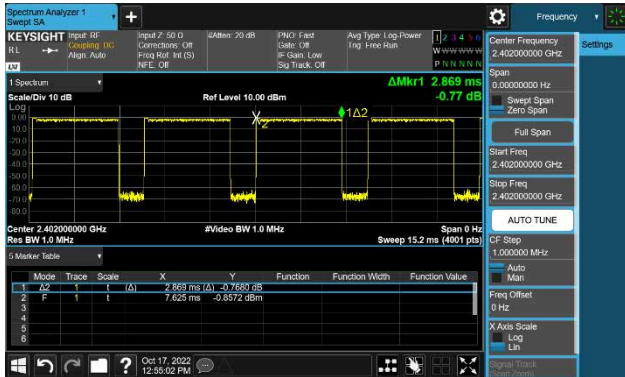 Spectrum Analyzer 1
Swept SA
+
Frequency
KEYSIGHT
RL
Input: RF
Coupling: DC
Align: Auto
Input Z: 50 Ω
Corrections: Off
Freq Ref: Int (S)
NFE: Off
#Atten: 20 dB
PNO: Fast
Gate: Off
IF Gain: Low
Sig Track: Off
Avg Type: Log-Power
Trig: Free Run
1 2 3 4 5 6
W W W W W W
P N N N N N
LXI
1 Spectrum
Scale/Div 10 dB
Ref Level 10.00 dBm
ΔMkr1 2.869 ms
-0.77 dB
Log
0.00
-10.0
-20.0
-30.0
-40.0
-50.0
-60.0
-70.0
-80.0
X2
1Δ2
Center 2.402000000 GHz
Res BW 1.0 MHz
#Video BW 1.0 MHz
Span 0 Hz
Sweep 15.2 ms (4001 pts)
5 Marker Table
Mode Trace Scale X Y Function Function Width Function Value
1 Δ2 1 t (Δ) 2.869 ms (Δ) -0.7680 dB
2 F 1 t 7.625 ms -0.8572 dBm
3
4
5
6
Oct 17, 2022
12:55:02 PM
?
Settings
Center Frequency
2.402000000 GHz
Span
0.00000000 Hz
Swept Span
Zero Span
Full Span
Start Freq
2.402000000 GHz
Stop Freq
2.402000000 GHz
AUTO TUNE
CF Step
1.000000 MHz
Auto
Man
Freq Offset
0 Hz
X Axis Scale
Log
Lin
Signal Track
(Span Zoom)